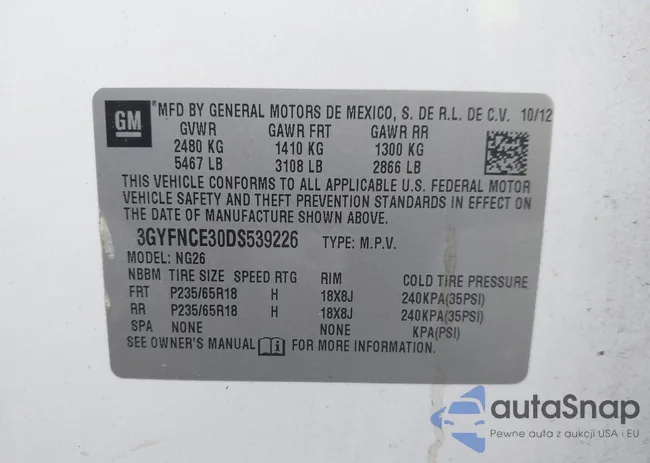 GM
MFD BY GENERAL MOTORS DE MEXICO, S. DE R.L. DE C.V. 10/12
GVWR GAWR FRT GAWR RR
2480 KG 1410 KG 1300 KG
5467 LB 3108 LB 2866 LB
THIS VEHICLE CONFORMS TO ALL APPLICABLE U.S. FEDERAL MOTOR
VEHICLE SAFETY AND THEFT PREVENTION STANDARDS IN EFFECT ON
THE DATE OF MANUFACTURE SHOWN ABOVE.
3GYFNCE30DS539226 TYPE: M.P.V.
MODEL: NG26
NBBM TIRE SIZE SPEED RTG RIM COLD TIRE PRESSURE
FRT P235/65R18 H 18X8J 240KPA(35PSI)
RR P235/65R18 H 18X8J 240KPA(35PSI)
SPA NONE NONE KPA(PSI)
SEE OWNER'S MANUAL FOR MORE INFORMATION.
autaSnap
Pewne auta z aukcji USA i EU